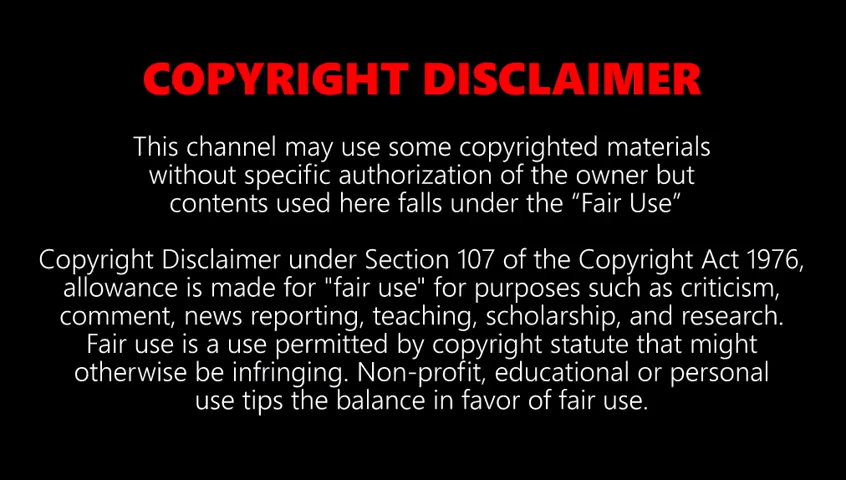 COPYRIGHT DISCLAIMER
This channel may use some copyrighted materials
without specific authorization of the owner but
contents used here falls under the “Fair Use”
Copyright Disclaimer under Section 107 of the Copyright Act 1976,
allowance is made for "fair use" for purposes such as criticism,
comment, news reporting, teaching, scholarship, and research.
Fair use is a use permitted by copyright statute that might
otherwise be infringing. Non-profit, educational or personal
use tips the balance in favor of fair use.